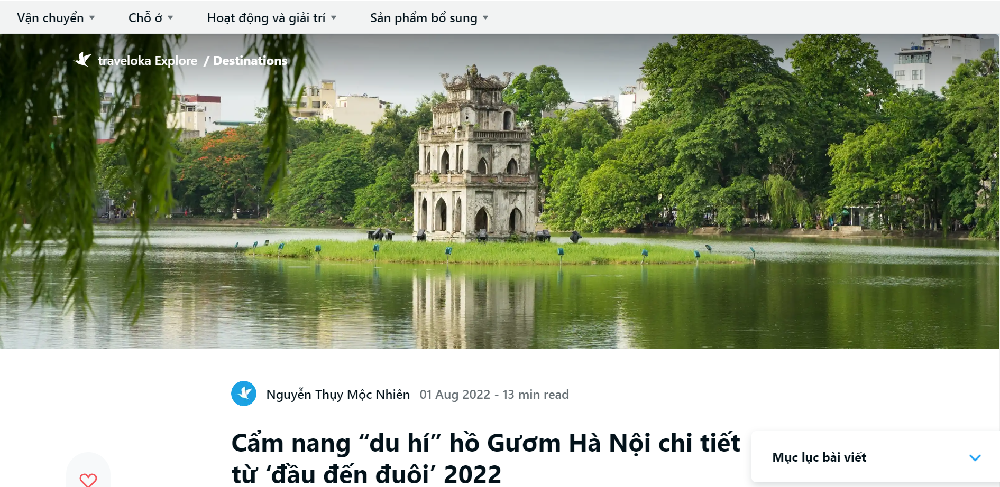 Vận chuyển
Chỗ ở
Hoạt động và giải trí
Sản phẩm bổ sung
traveloka Explore / Destinations
Nguyễn Thụy Mộc Nhiên 01 Aug 2022 - 13 min read
Cẩm nang “du hí” hồ Gươm Hà Nội chi tiết
từ ‘đầu đến đuôi’ 2022
Mục lục bài viết